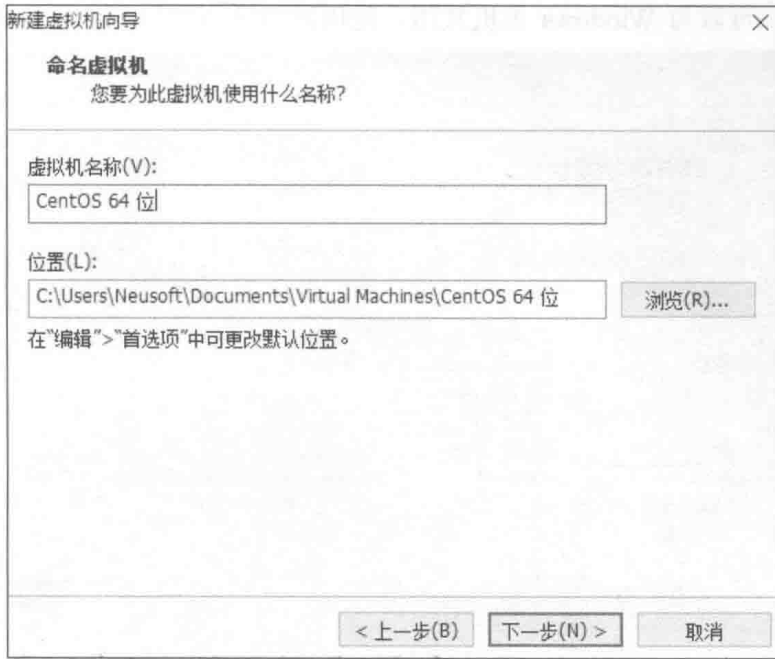 新建虚拟机向导
命名虚拟机
您要为此虚拟机使用什么名称?
虚拟机名称(V):
CentOS 64 位
位置(L):
C:\Users\Neusoft\Documents\Virtual Machines\CentOS 64 位
浏览(R)...
在“编辑”>“首选项”中可更改默认位置。
< 上一步(B)
下一步(N) >
取消